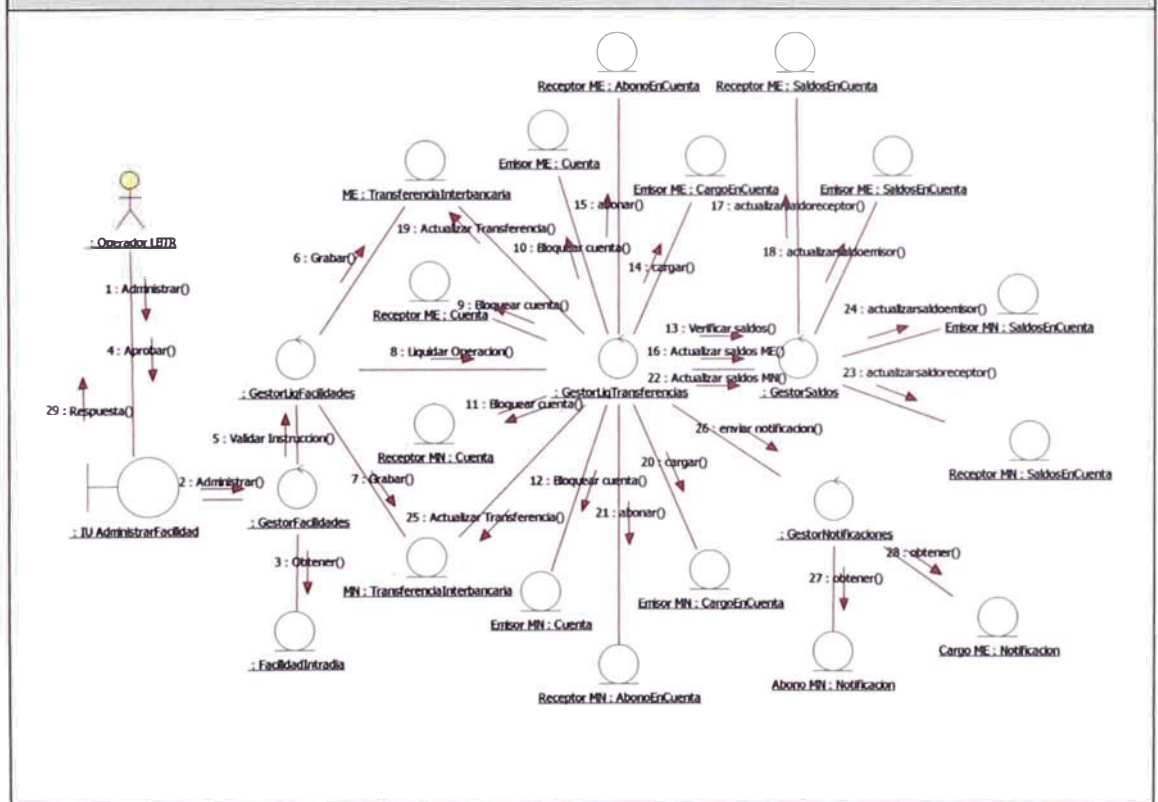 Receptor ME : AbonoEnCuenta
Receptor ME : SaldosEnCuenta
Emisor ME : Cuenta
ME : TransferenciaInterbancaria
Emisor ME : CargoEnCuenta
Emisor ME : SaldosEnCuenta
15 : abonar()
17 : actualizarsaldoreceptor()
19 : Actualizar Transferencia()
10 : Bloquear cuenta()
: Operador LBTR
6 : Grabar()
14 : cargar()
18 : actualizarsaldoemisor()
1 : Administrar()
9 : Bloquear cuenta()
Receptor ME : Cuenta
24 : actualizarsaldoemisor()
Emisor MN : SaldosEnCuenta
13 : Verificar saldos()
4 : Aprobar()
8 : Liquidar Operacion()
16 : Actualizar saldos ME()
23 : actualizarsaldoreceptor()
22 : Actualizar saldos MN()
: GestorLiqFacilidades
: GestorLiqTransferencias
: GestorSaldos
29 : Respuesta()
11 : Bloquear cuenta()
26 : enviar notificacion()
5 : Validar Instruccion()
Receptor MN : Cuenta
20 : cargar()
Receptor MN : SaldosEnCuenta
2 : Administrar()
7 : Grabar()
12 : Bloquear cuenta()
21 : abonar()
25 : Actualizar Transferencia()
: IU AdministrarFacilidad
: GestorFacilidades
: GestorNotificaciones
3 : Obtener()
28 : obtener()
27 : obtener()
MN : TransferenciaInterbancaria
Emisor MN : CargoEnCuenta
Emisor MN : Cuenta
Cargo ME : Notificacion
: FacilidadIntradia
Abono MN : Notificacion
Receptor MN : AbonoEnCuenta